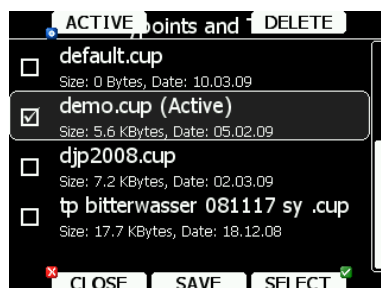 ACTIVE points and T DELETE
default.cup
Size: 0 Bytes, Date: 10.03.09
demo.cup (Active)
Size: 5.6 KBytes, Date: 05.02.09
djp2008.cup
Size: 7.2 KBytes, Date: 02.03.09
tp bitterwasser 081117 sy .cup
Size: 17.7 KBytes, Date: 18.12.08
CLOSE SAVE SELECT